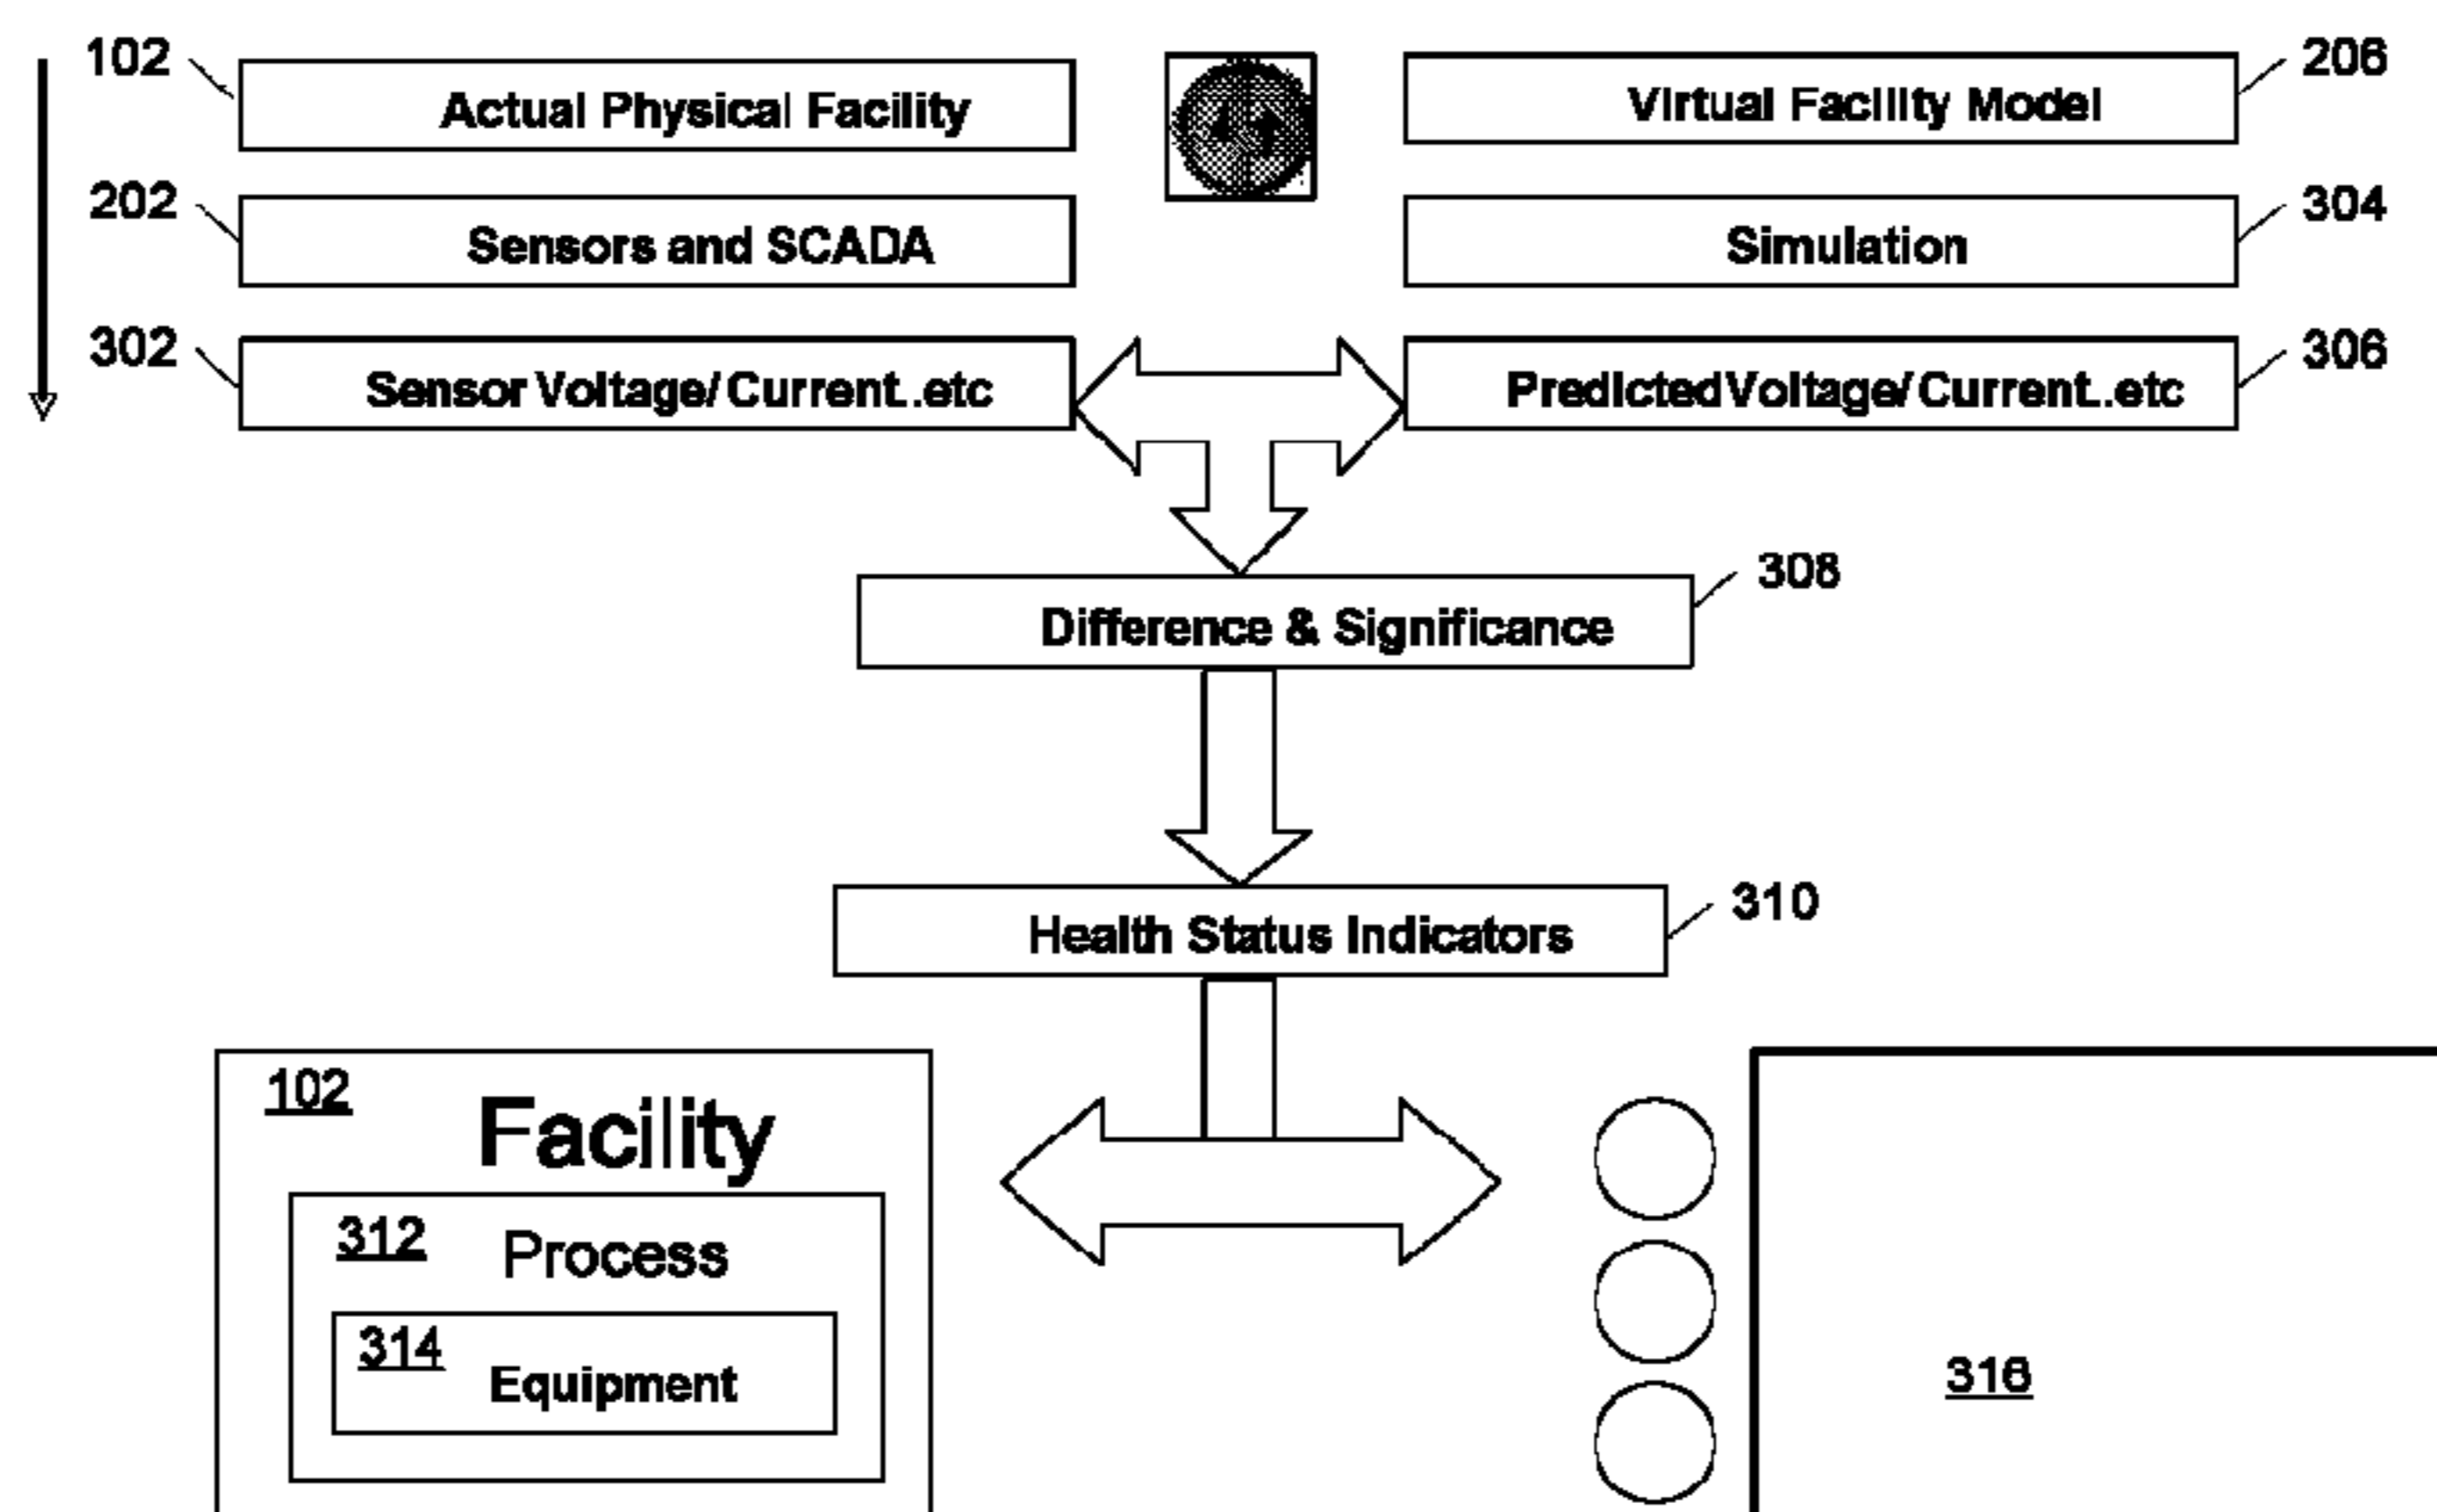 102
Actual Physical Facility
Virtual Facility Model
206
202
Sensors and SCADA
Simulation
304
302
Sensor Voltage/ Current..etc
Predicted Voltage/ Current..etc
306
Difference & Significance
308
Health Status Indicators
310
102
Facility
312
Process
314
Equipment
316